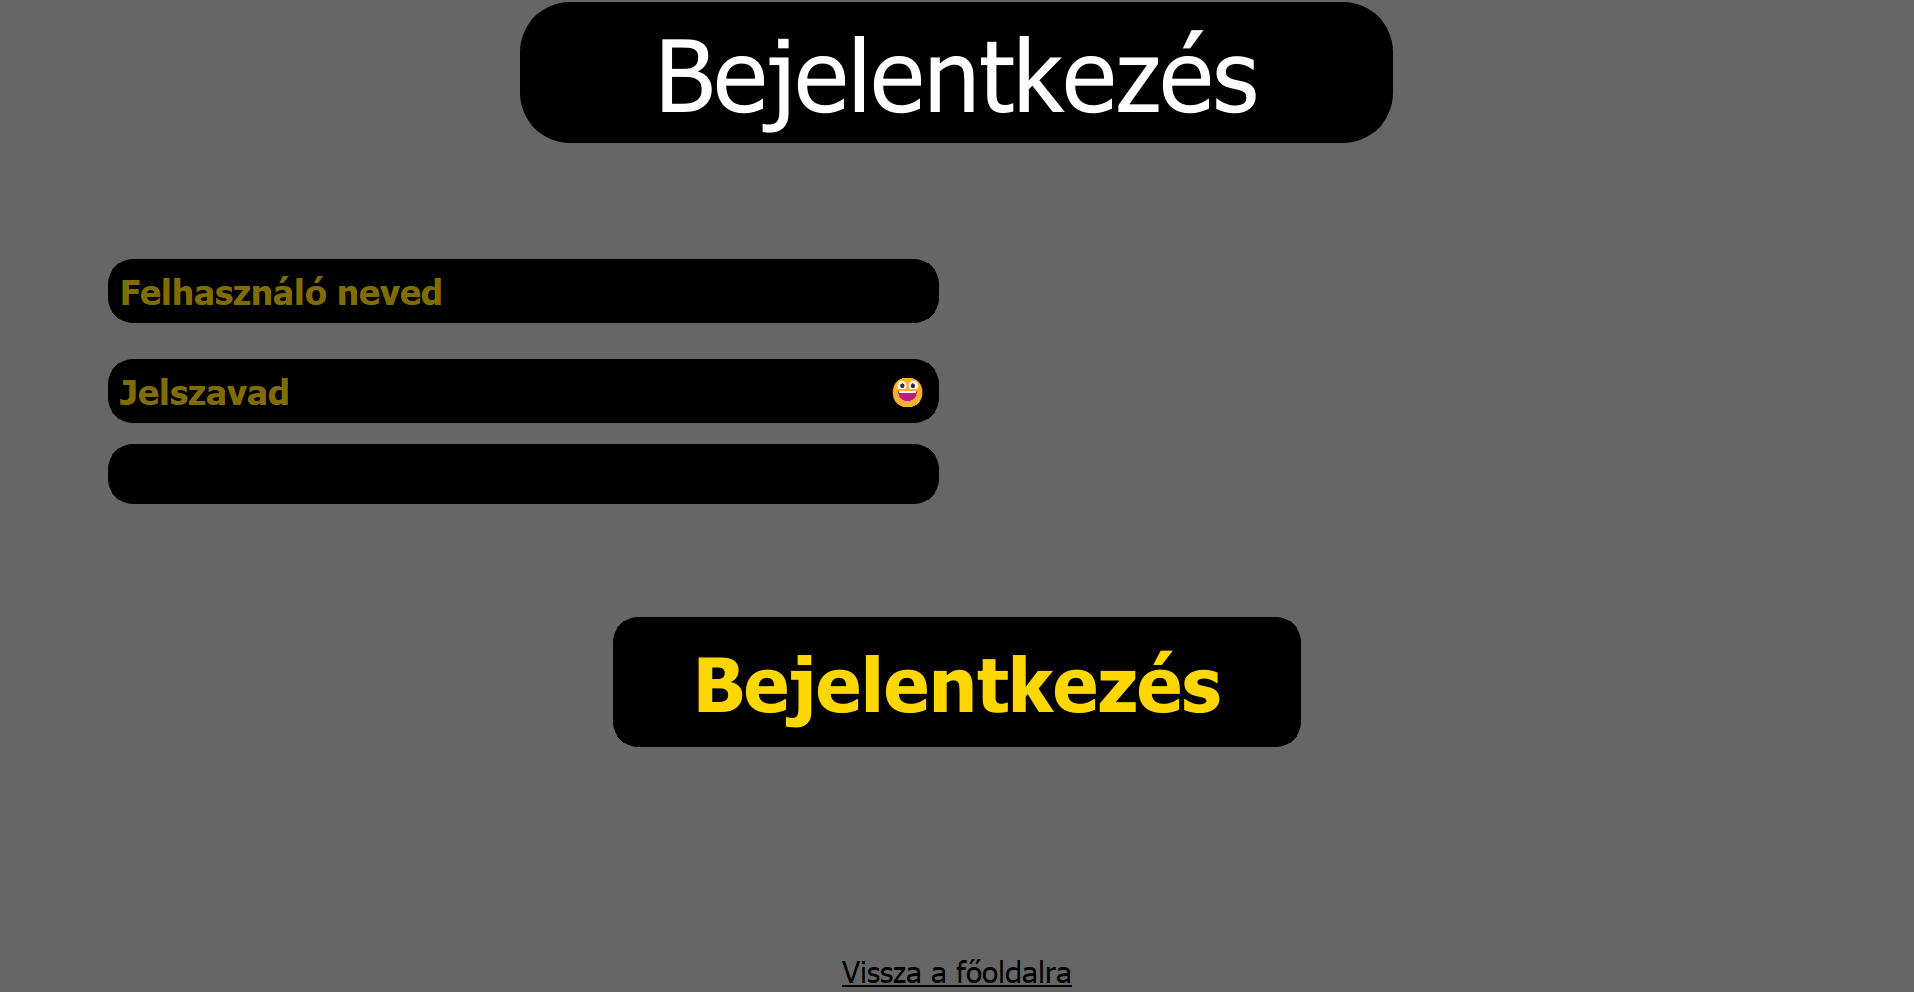 Bejelentkezés
Felhasználó neved
Jelszavad
Bejelentkezés
Vissza a főoldalra